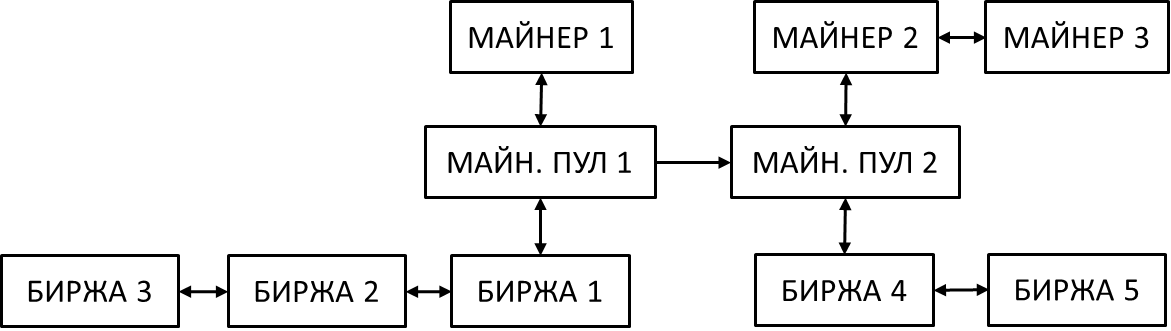 МАЙНЕР 1
МАЙНЕР 2
МАЙНЕР 3
МАЙН. ПУЛ 1
МАЙН. ПУЛ 2
БИРЖА 3
БИРЖА 2
БИРЖА 1
БИРЖА 4
БИРЖА 5